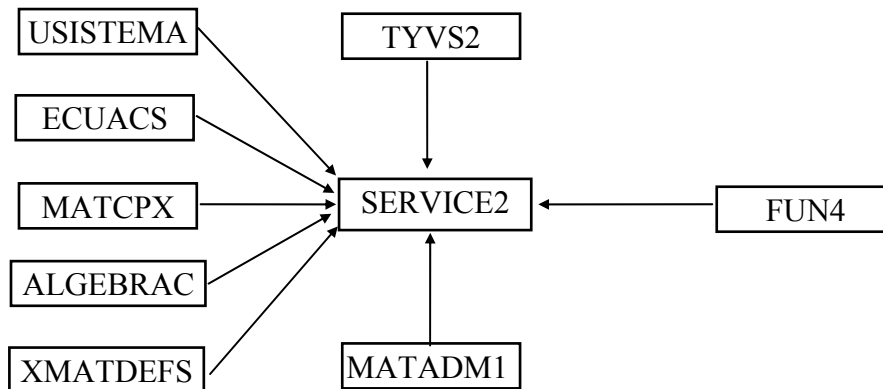 USISTEMA
TYVS2
ECUACS
MATCPX
SERVICE2
FUN4
ALGEBRAC
XMATDEFS
MATADM1